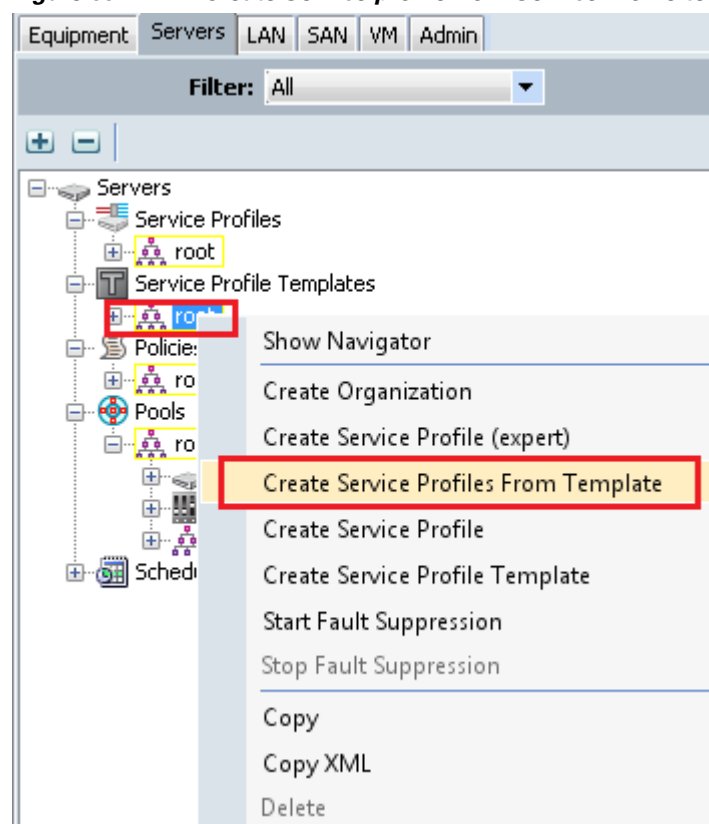 Equipment Servers LAN SAN VM Admin
Filter: All
Servers
Service Profiles
root
Service Profile Templates
Show Navigator
Create Organization
Create Service Profile (expert)
Create Service Profiles From Template
Create Service Profile
Create Service Profile Template
Start Fault Suppression
Stop Fault Suppression
Copy
Copy XML
Delete
Policies
ro
Pools
ro